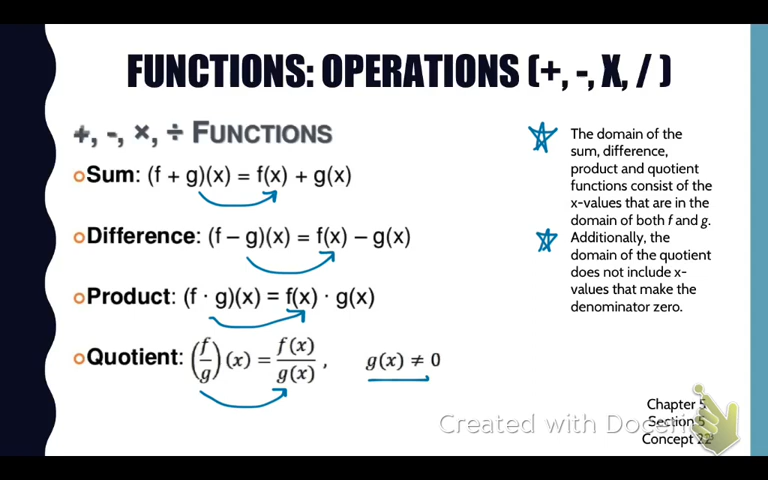 FUNCTIONS: OPERATIONS (+, -, X, / )
+, -, ×, ÷ FUNCTIONS
Sum: (f + g)(x) = f(x) + g(x)
Difference: (f – g)(x) = f(x) – g(x)
Product: (f · g)(x) = f(x) · g(x)
Quotient: (f/g)(x) = f(x)/g(x) , g(x) ≠ 0
The domain of the
sum, difference,
product and quotient
functions consist of the
x-values that are in the
domain of both f and g.
Additionally, the
domain of the quotient
does not include x-
values that make the
denominator zero.
Chapter 5
Section 5
Concept 22
Created with Doceri